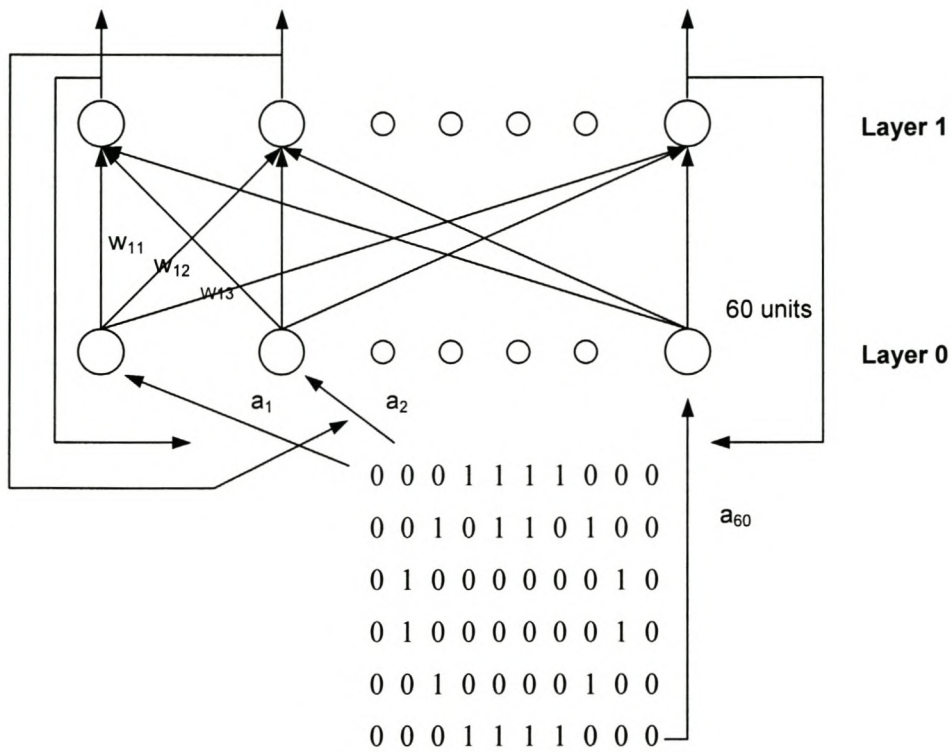 Layer 1
w₁₁
w₁₂
w₁₃
60 units
Layer 0
a₁
a₂
0 0 0 1 1 1 1 0 0 0
a₆₀
0 0 1 0 1 1 0 1 0 0
0 1 0 0 0 0 0 0 1 0
0 1 0 0 0 0 0 0 1 0
0 0 1 0 0 0 0 1 0 0
0 0 0 1 1 1 1 0 0 0